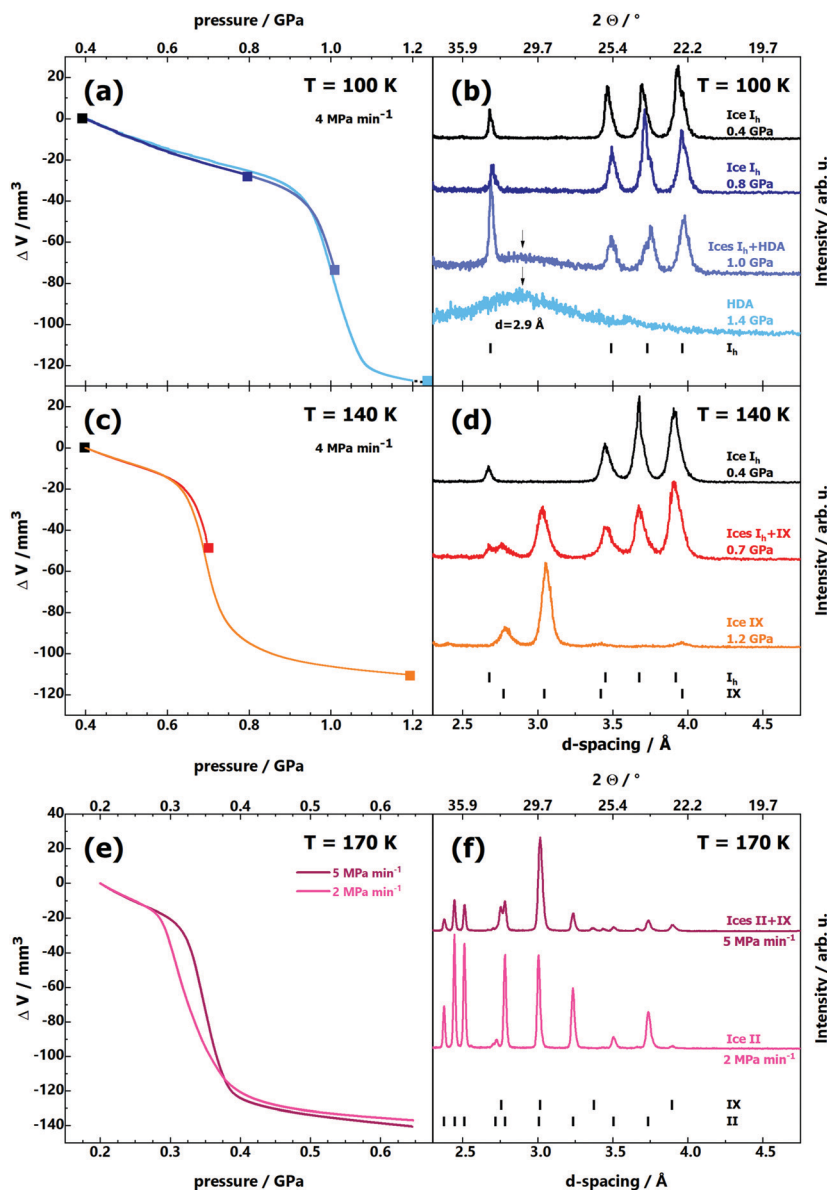 pressure / GPa
2 Θ / °
0.4 0.6 0.8 1.0 1.2
35.9 29.7 25.4 22.2 19.7
(a) T = 100 K
4 MPa min⁻¹
Δ V /mm³
20
0
-20
-40
-60
-80
-100
-120
(b) T = 100 K
Ice Iₕ
0.4 GPa
Ice Iₕ
0.8 GPa
Ices Iₕ+HDA
1.0 GPa
HDA
1.4 GPa
d=2.9 Å
Iₕ
Intensity / arb. u.
(c) T = 140 K
4 MPa min⁻¹
Δ V /mm³
20
0
-20
-40
-60
-80
-100
-120
0.4 0.6 0.8 1.0 1.2
pressure / GPa
(d) T = 140 K
Ice Iₕ
0.4 GPa
Ices Iₕ+IX
0.7 GPa
Ice IX
1.2 GPa
Iₕ
IX
Intensity / arb. u.
2.5 3.0 3.5 4.0 4.5
d-spacing / Å
pressure / GPa
2 Θ / °
0.2 0.3 0.4 0.5 0.6
35.9 29.7 25.4 22.2 19.7
(e) T = 170 K
5 MPa min⁻¹
2 MPa min⁻¹
Δ V /mm³
40
20
0
-20
-40
-60
-80
-100
-120
-140
0.2 0.3 0.4 0.5 0.6
pressure / GPa
(f) T = 170 K
Ices II+IX
5 MPa min⁻¹
Ice II
2 MPa min⁻¹
IX
II
Intensity / arb. u.
2.5 3.0 3.5 4.0 4.5
d-spacing / Å